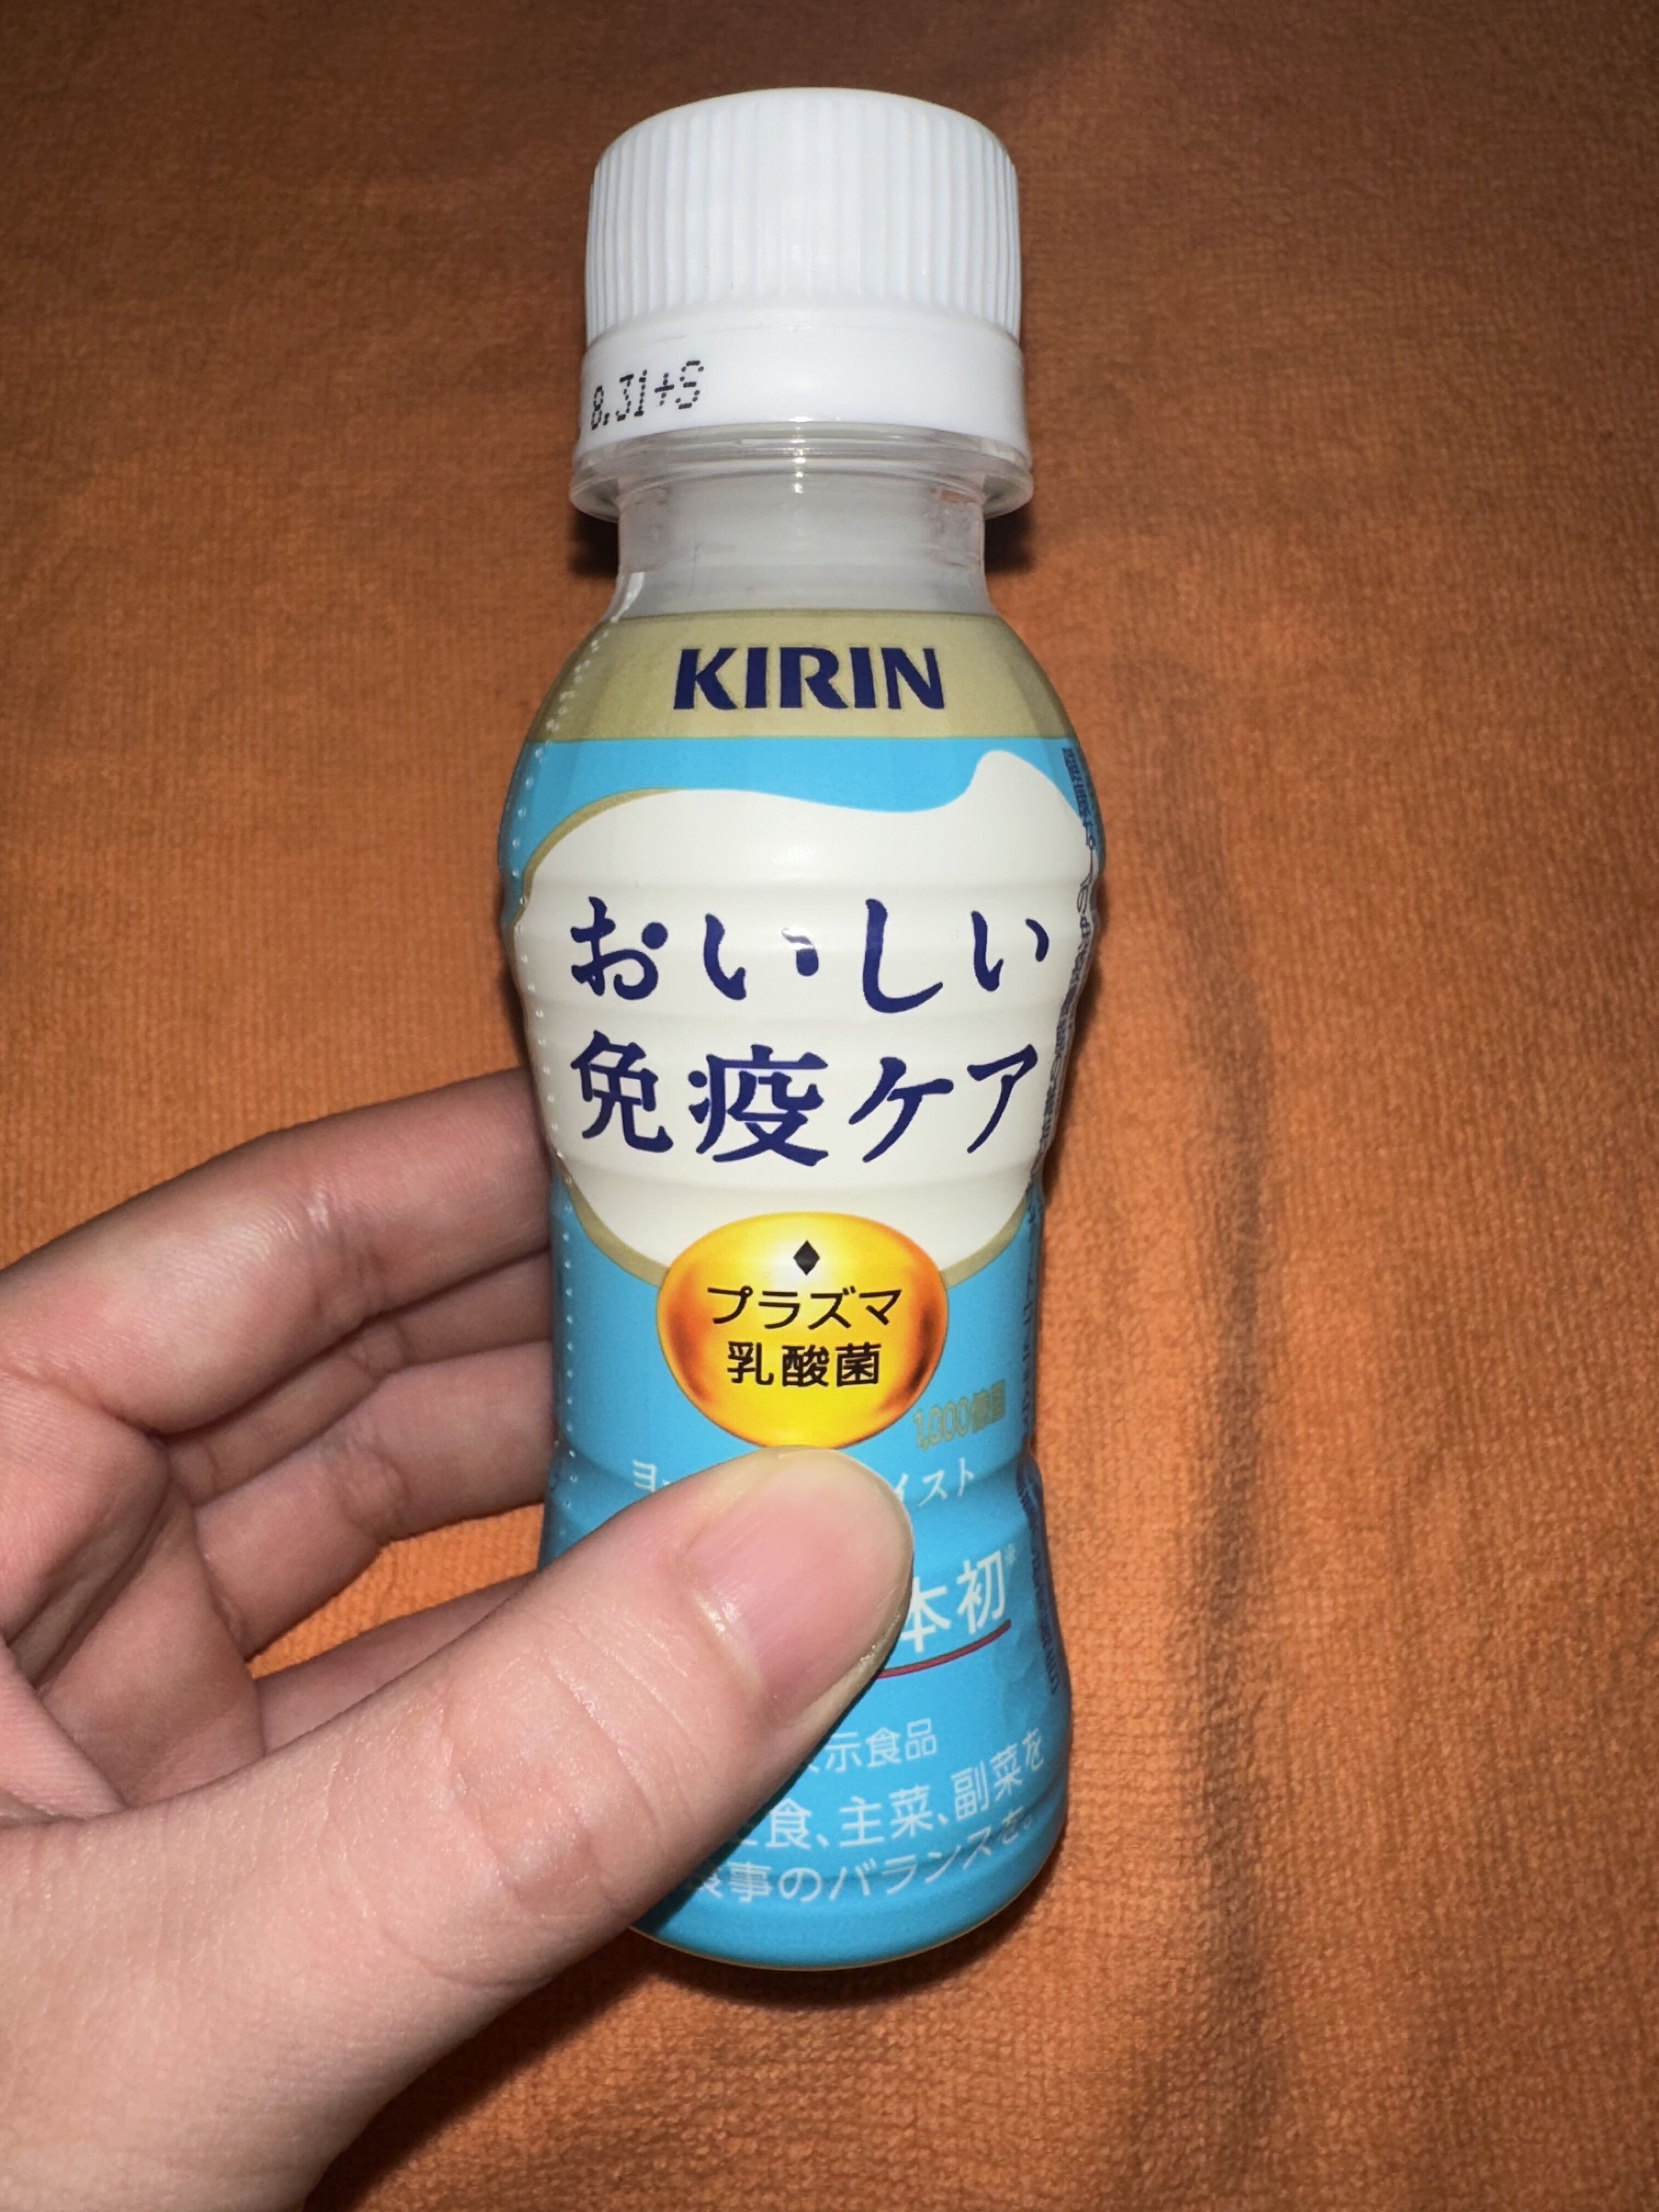 8.31+S
KIRIN
おいしい
免疫ケア
プラズマ
乳酸菌
1,000億個
イスト
本初※
示食品
食、主菜、副菜を
食事のバランスを。